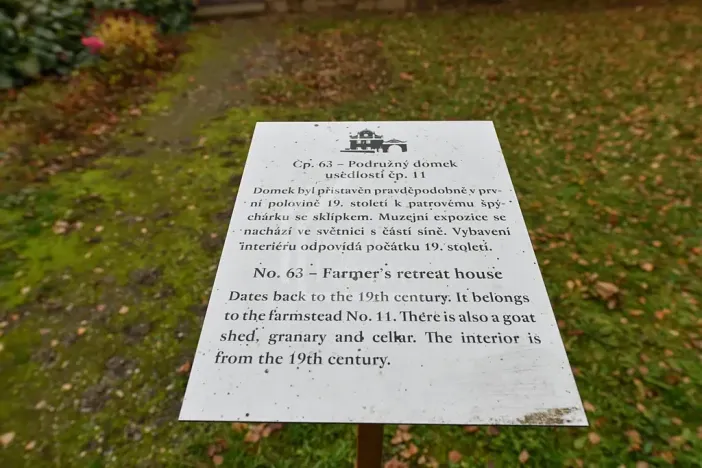 Čp. 63 – Podružný domek
usedlosti čp. 11
Domek byl přistavěn pravděpodobně v prv-
ní polovině 19. století k patrovému špý-
chárku se sklípkem. Muzejní expozice se
nachází ve světnici s částí síně. Vybavení
interiéru odpovídá počátku 19. století.
No. 63 – Farmer's retreat house
Dates back to the 19th century. It belongs
to the farmstead No. 11. There is also a goat
shed, granary and cellar. The interior is
from the 19th century.